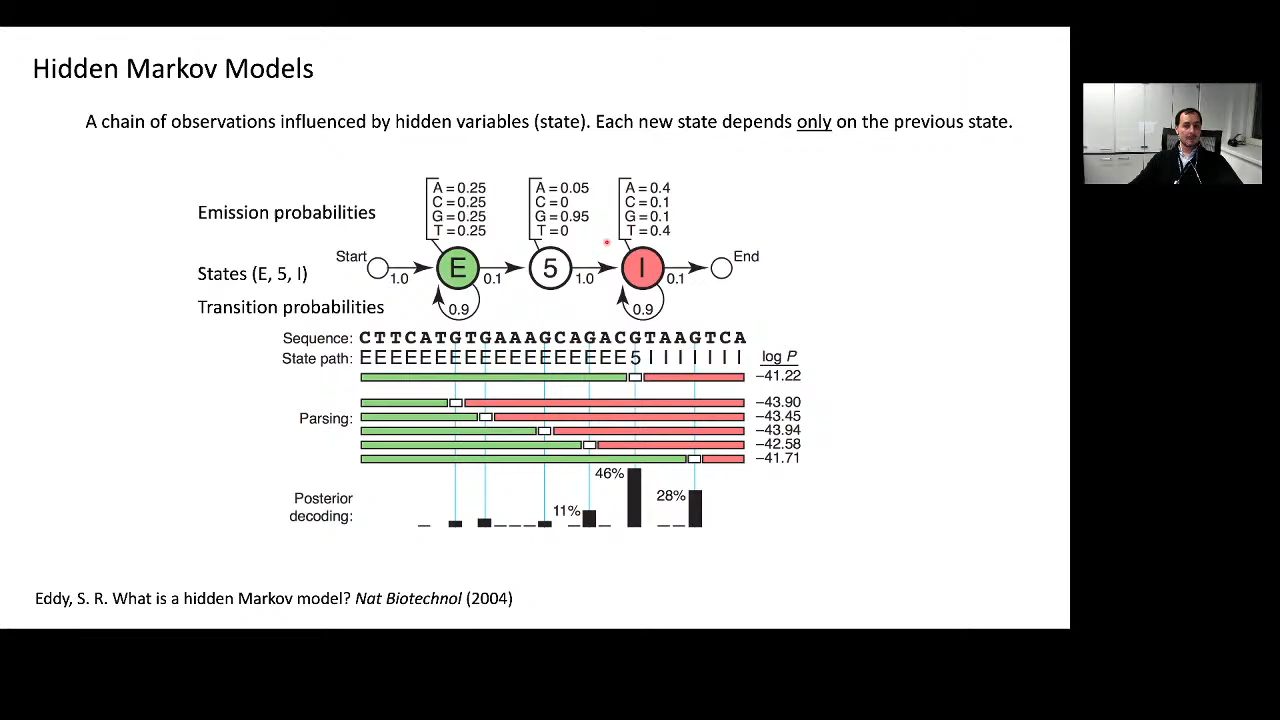 Hidden Markov Models
A chain of observations influenced by hidden variables (state). Each new state depends only on the previous state.
Emission probabilities
A = 0.25
C = 0.25
G = 0.25
T = 0.25
A = 0.05
C = 0
G = 0.95
T = 0
A = 0.4
C = 0.1
G = 0.1
T = 0.4
States (E, 5, I)
Start
1.0
E
0.1
5
1.0
I
0.1
End
Transition probabilities
0.9
0.9
Sequence: CTTCATGTGAAAGCAGACGTAAGTCA
State path: EEEEEEEEEEEEEEEEEE5IIIIIII
log P
−41.22
Parsing:
−43.90
−43.45
−43.94
−42.58
−41.71
Posterior
decoding:
11%
46%
28%
Eddy, S. R. What is a hidden Markov model? Nat Biotechnol (2004)